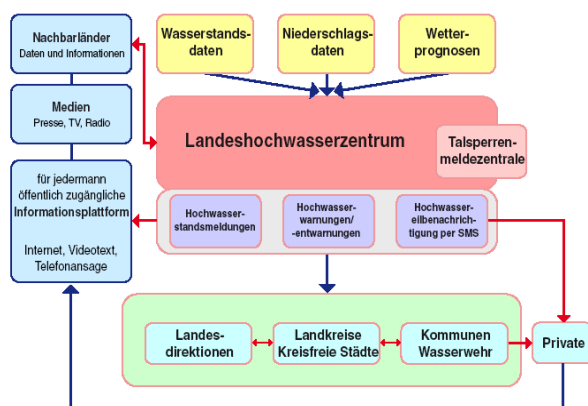 Nachbarländer
Daten und Informationen
Medien
Presse, TV, Radio
für jedermann
öffentlich zugängliche
Informationsplattform
Internet, Videotext,
Telefonansage
Wasserstands-
daten
Niederschlags-
daten
Wetter-
prognosen
Landeshochwasserzentrum
Talsperren-
meldezentrale
Hochwasser-
standsmeldungen
Hochwasser-
warnungen/
-entwarnungen
Hochwasser-
eilbenachrich-
tigung per SMS
Landes-
direktionen
Landkreise
Kreisfreie Städte
Kommunen
Wasserwehr
Private